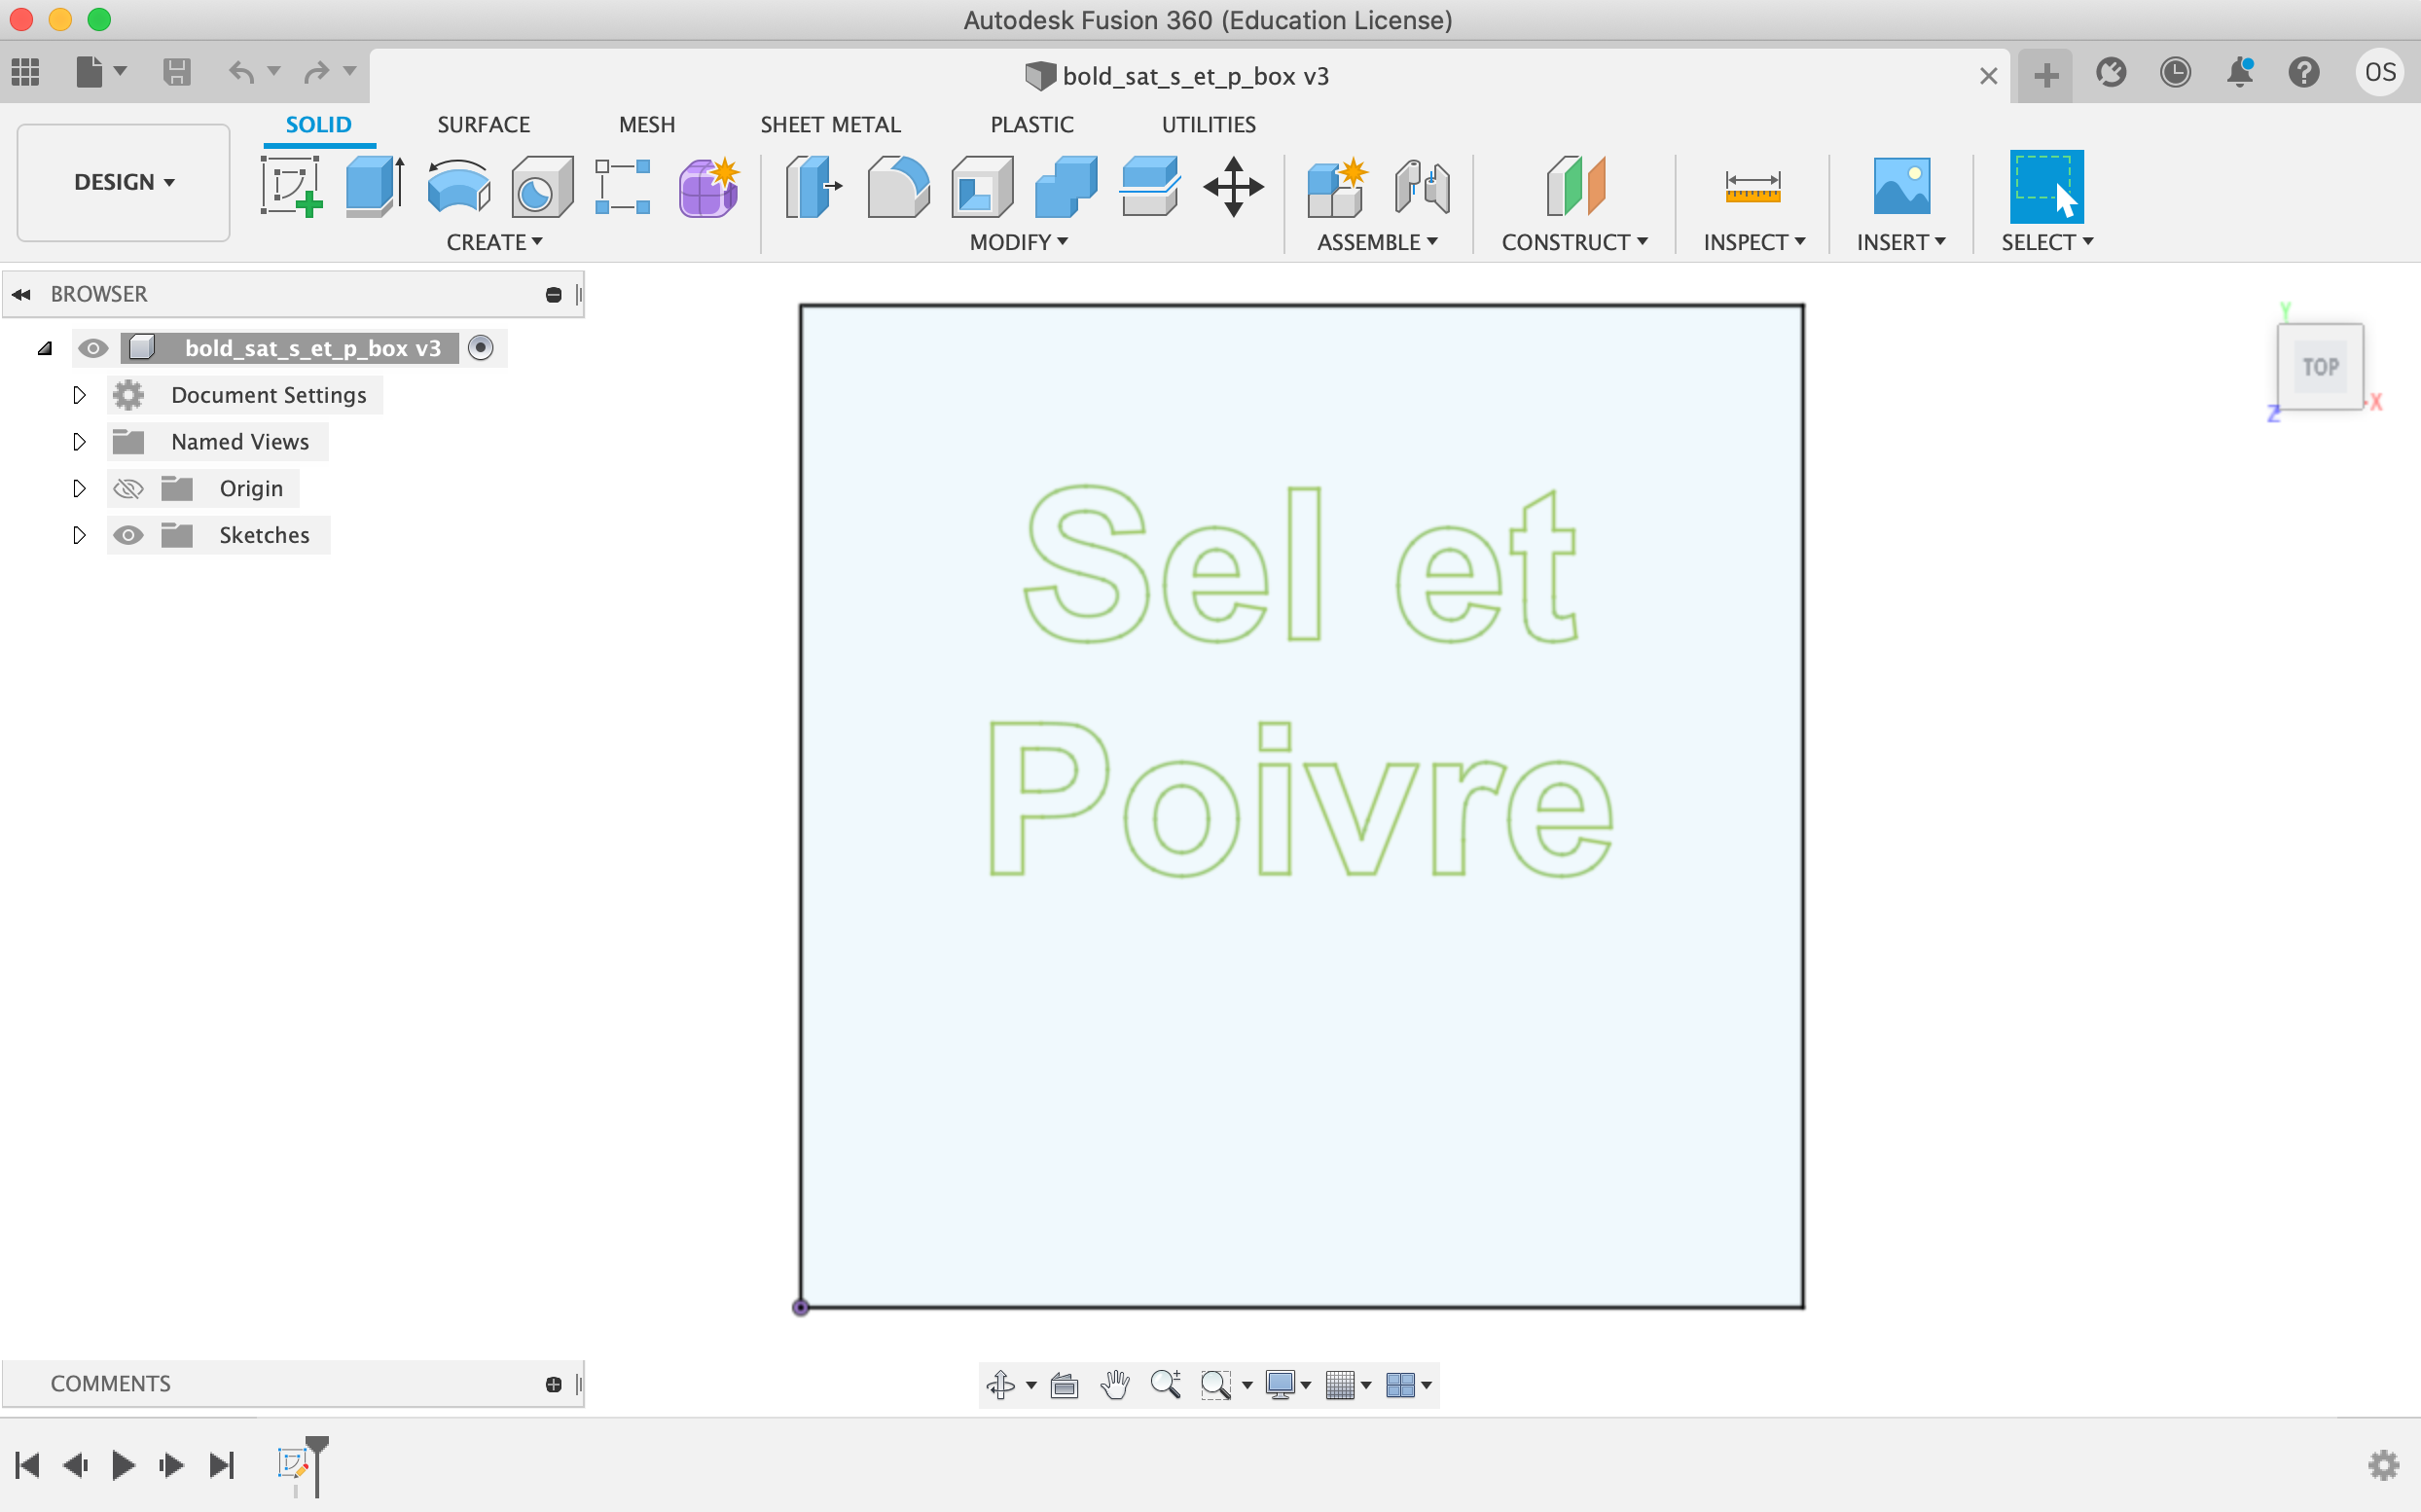 Autodesk Fusion 360 (Education License)
bold_sat_s_et_p_box v3
OS
SOLID SURFACE MESH SHEET METAL PLASTIC UTILITIES
DESIGN
CREATE MODIFY ASSEMBLE CONSTRUCT INSPECT INSERT SELECT
BROWSER
bold_sat_s_et_p_box v3
Document Settings
Named Views
Origin
Sketches
Y
TOP
X
Z
Sel et
Poivre
COMMENTS